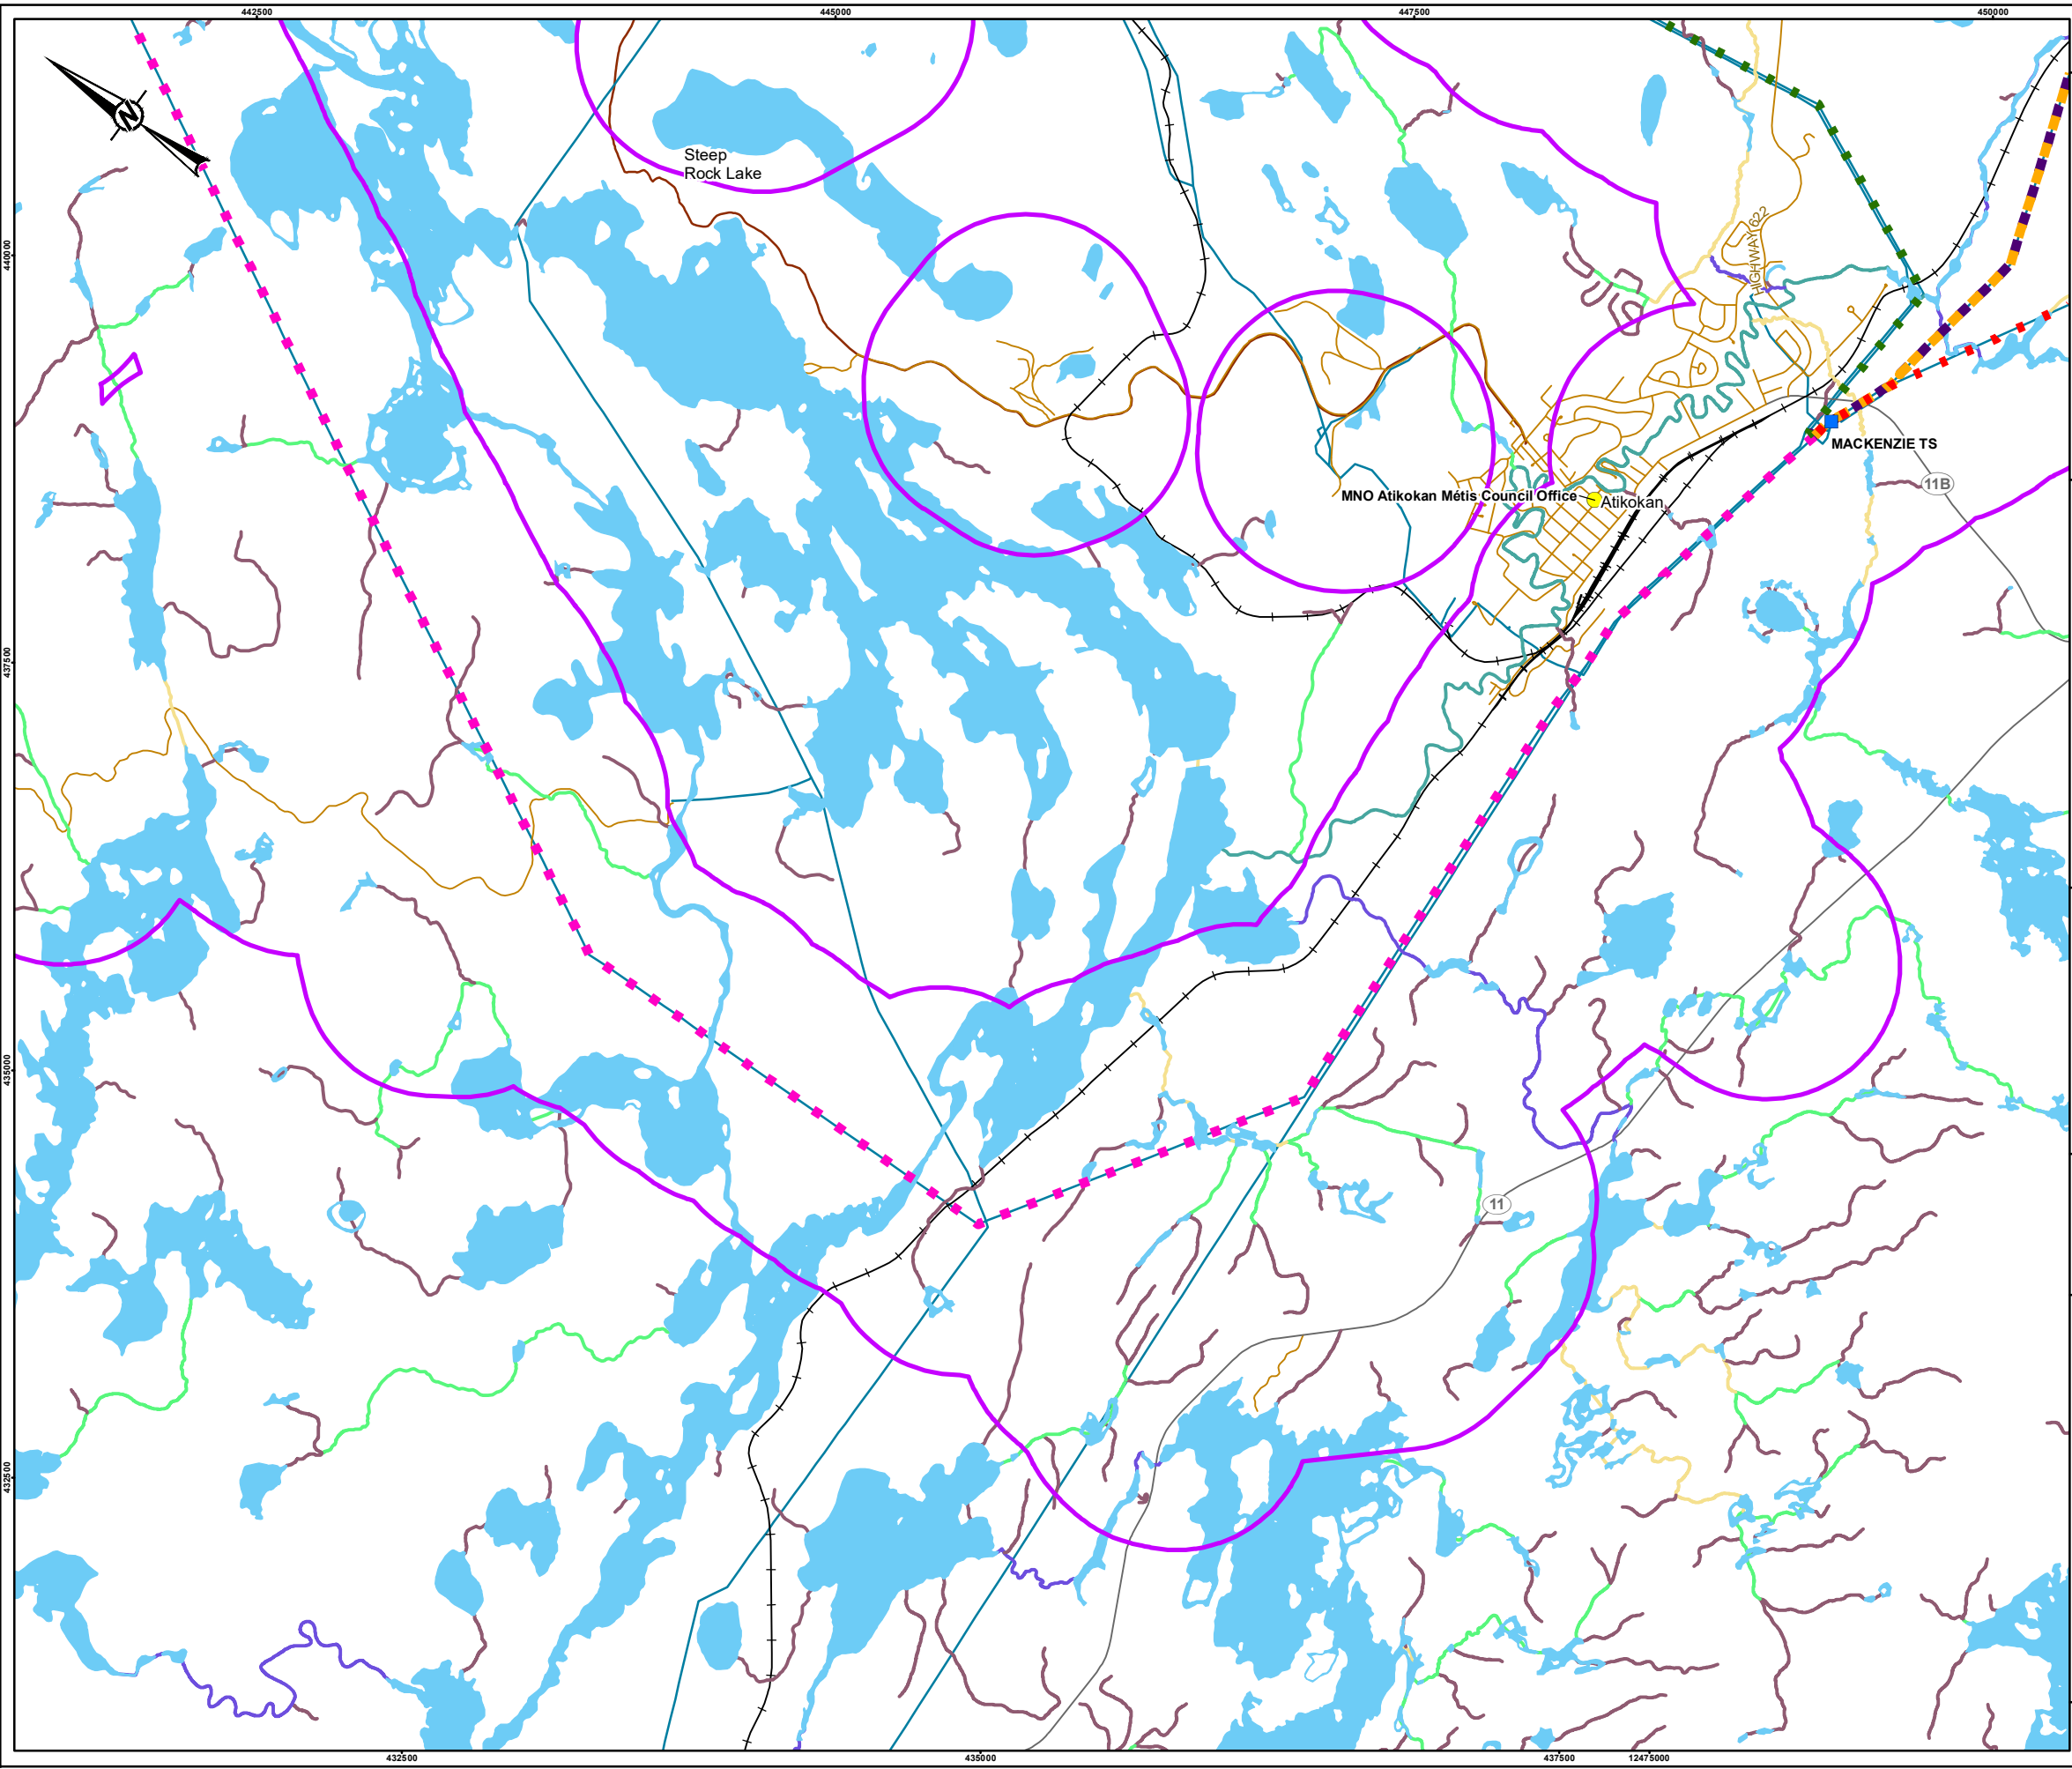 442500
445000
447500
450000
N
Steep
Rock Lake
HIGHWAY 622
440000
MACKENZIE TS
11B
MNO Atikokan Métis Council Office
Atikokan
437500
435000
11
432500
432500
435000
437500
12475000